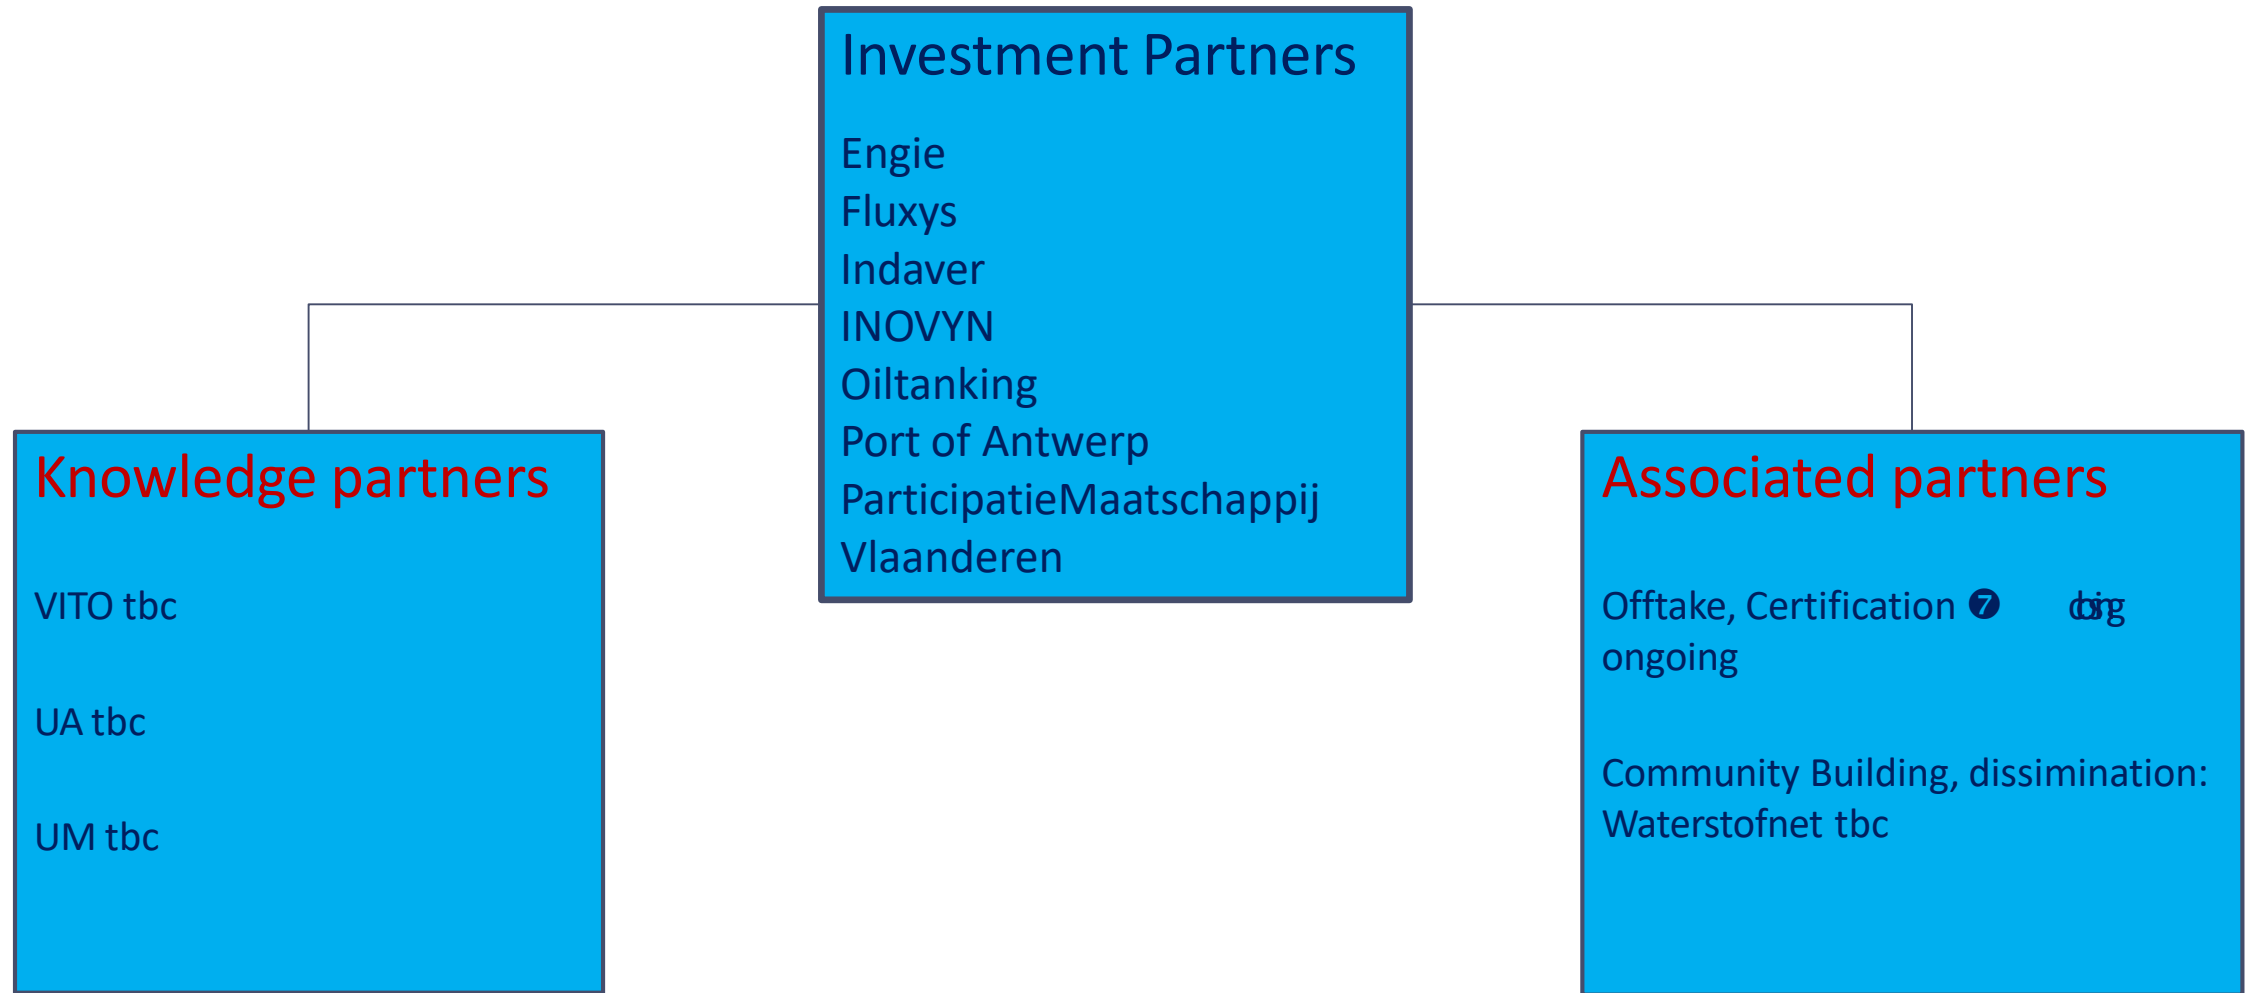 Investment Partners
Engie
Fluxys
Indaver
INOVYN
Oiltanking
Port of Antwerp
ParticipatieMaatschappij
Vlaanderen
Knowledge partners
VITO tbc
UA tbc
UM tbc
Associated partners
Offtake, Certification ❼
ongoing
Community Building, dissimination:
Waterstofnet tbc